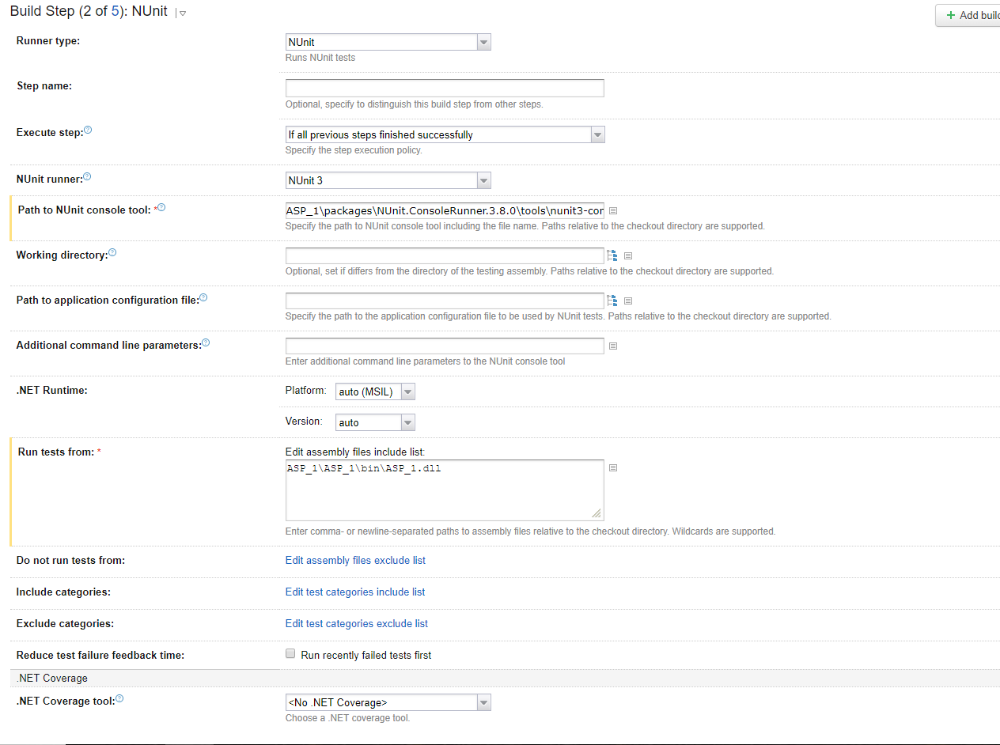 Build Step (2 of 5): NUnit
Add build
Runner type:
NUnit
Runs NUnit tests
Step name:
Optional, specify to distinguish this build step from other steps.
Execute step:
If all previous steps finished successfully
Specify the step execution policy.
NUnit runner:
NUnit 3
Path to NUnit console tool: *
ASP_1\packages\NUnit.ConsoleRunner.3.8.0\tools\nunit3-cor
Specify the path to NUnit console tool including the file name. Paths relative to the checkout directory are supported.
Working directory:
Optional, set if differs from the directory of the testing assembly. Paths relative to the checkout directory are supported.
Path to application configuration file:
Specify the path to the application configuration file to be used by NUnit tests. Paths relative to the checkout directory are supported.
Additional command line parameters:
Enter additional command line parameters to the NUnit console tool
.NET Runtime:
Platform: auto (MSIL)
Version: auto
Run tests from: *
Edit assembly files include list:
ASP_1\ASP_1\bin\ASP_1.dll
Enter comma- or newline-separated paths to assembly files relative to the checkout directory. Wildcards are supported.
Do not run tests from:
Edit assembly files exclude list
Include categories:
Edit test categories include list
Exclude categories:
Edit test categories exclude list
Reduce test failure feedback time:
Run recently failed tests first
.NET Coverage
.NET Coverage tool:
<No .NET Coverage>
Choose a .NET coverage tool.